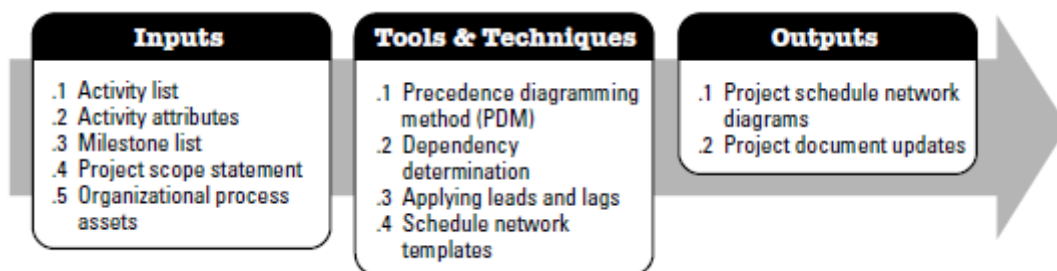 Inputs
.1 Activity list
.2 Activity attributes
.3 Milestone list
.4 Project scope statement
.5 Organizational process
assets
Tools & Techniques
.1 Precedence diagramming
method (PDM)
.2 Dependency
determination
.3 Applying leads and lags
.4 Schedule network
templates
Outputs
.1 Project schedule network
diagrams
.2 Project document updates